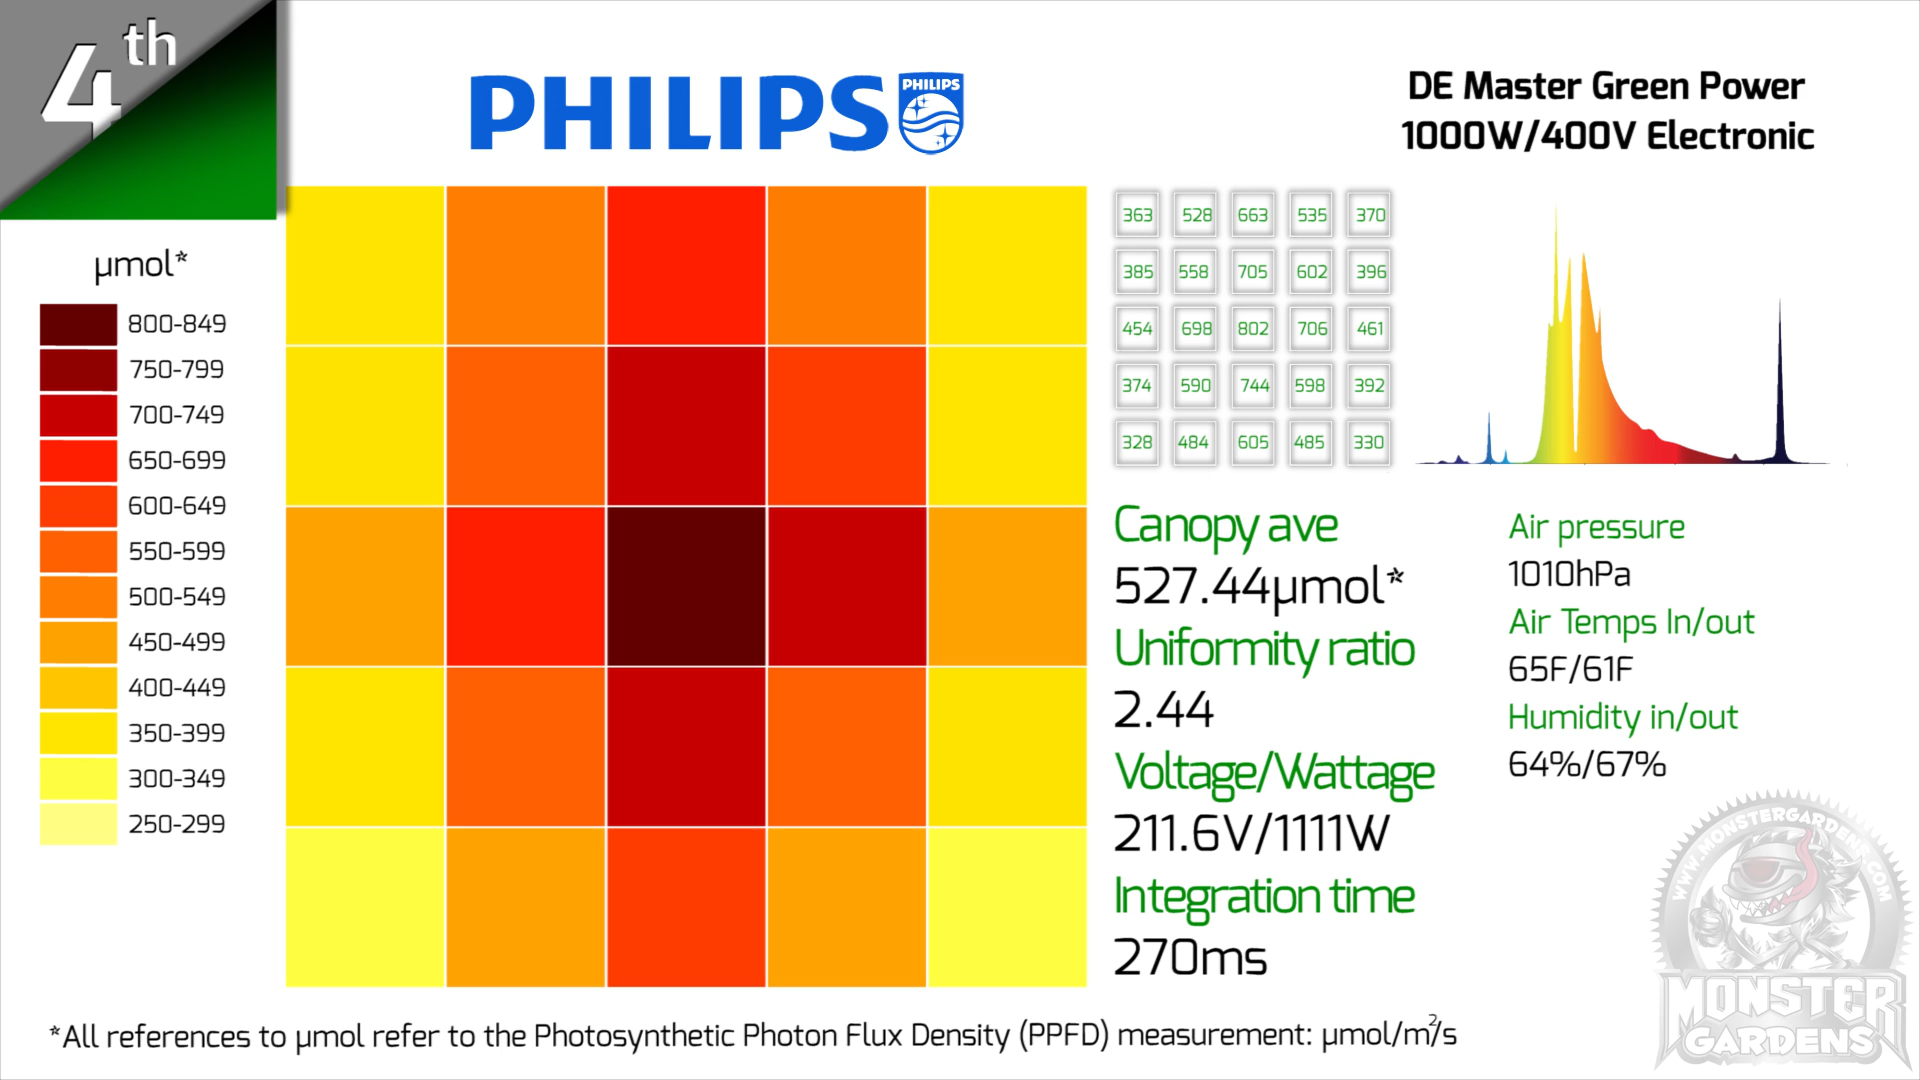 4th
PHILIPS
PHILIPS
DE Master Green Power
1000W/400V Electronic
µmol*
800-849
750-799
700-749
650-699
600-649
550-599
500-549
450-499
400-449
350-399
300-349
250-299
363 528 663 535 370
385 558 705 602 396
454 698 802 706 461
374 590 744 598 392
328 484 605 485 330
Canopy ave
527.44µmol*
Uniformity ratio
2.44
Voltage/Wattage
211.6V/1111W
Integration time
270ms
Air pressure
1010hPa
Air Temps In/out
65F/61F
Humidity in/out
64%/67%
WWW.MONSTERGARDENS.COM
MONSTER
GARDENS
*All references to µmol refer to the Photosynthetic Photon Flux Density (PPFD) measurement: µmol/m²/s